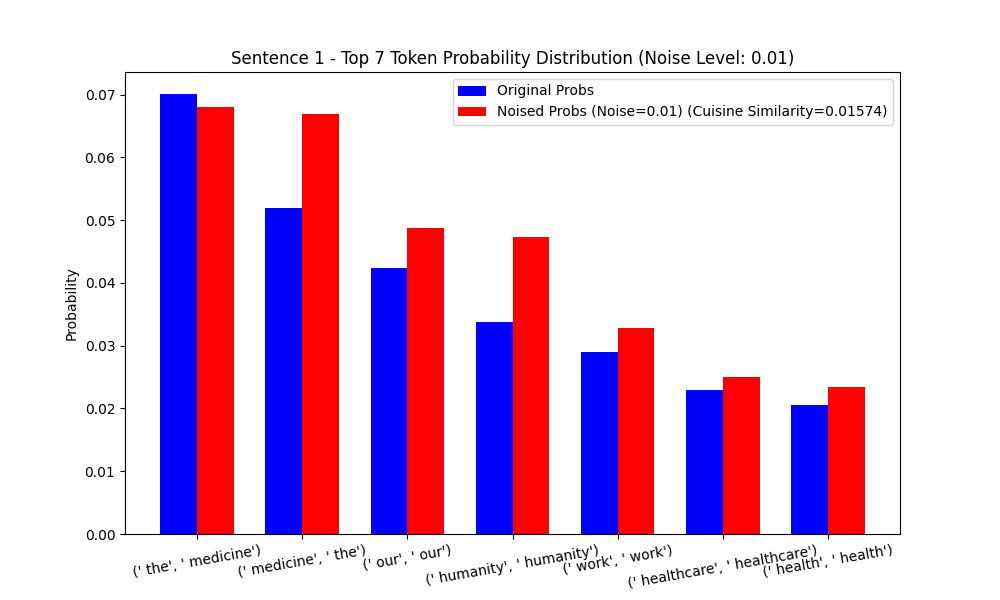 Sentence 1 - Top 7 Token Probability Distribution (Noise Level: 0.01)
Original Probs
Noised Probs (Noise=0.01) (Cuisine Similarity=0.01574)
Probability
0.07
0.06
0.05
0.04
0.03
0.02
0.01
0.00
(' the', ' medicine')
(' medicine', ' the')
(' our', ' our')
(' humanity', ' humanity')
(' work', ' work')
(' healthcare', ' healthcare')
(' health', ' health')